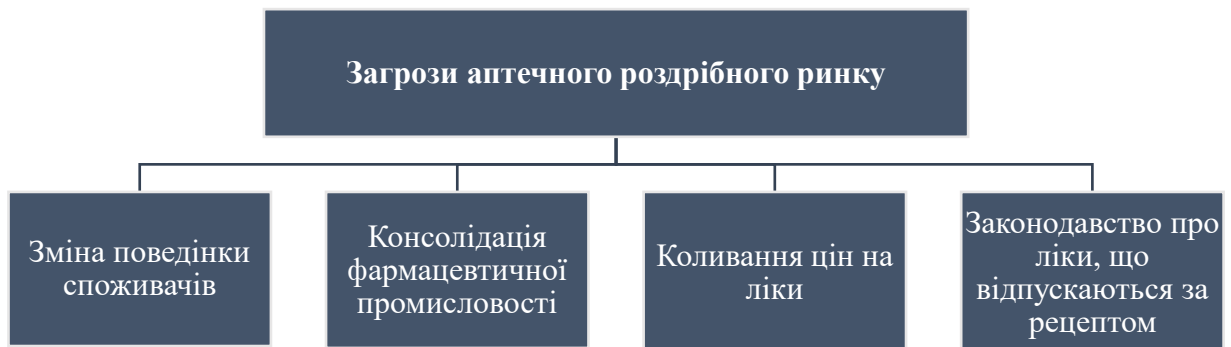 Загрози аптечного роздрібного ринку
Зміна поведінки
споживачів
Консолідація
фармацевтичної
промисловості
Коливання цін на
ліки
Законодавство про
ліки, що
відпускаються за
рецептом